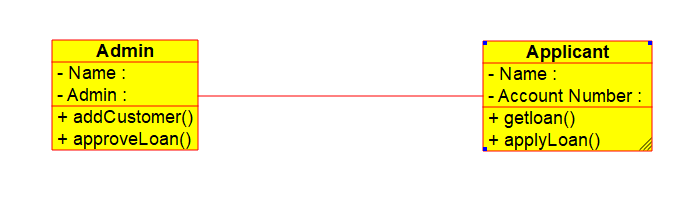 Admin
- Name :
- Admin :
+ addCustomer()
+ approveLoan()
Applicant
- Name :
- Account Number :
+ getloan()
+ applyLoan()